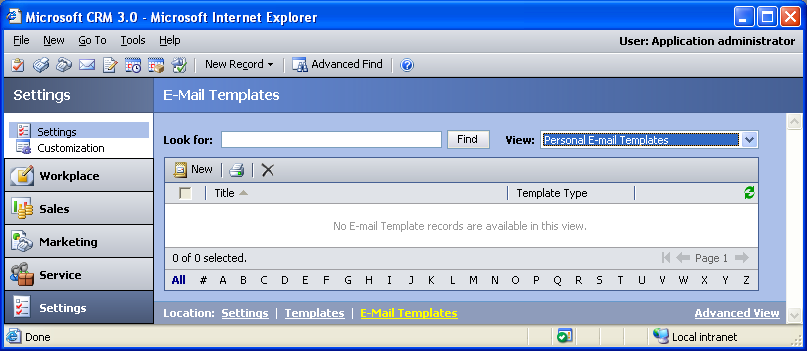 Microsoft CRM 3.0 - Microsoft Internet Explorer
File New Go To Tools Help User: Application administrator
New Record Advanced Find
Settings E-Mail Templates
Settings
Customization
Look for: Find View: Personal E-mail Templates
Workplace
Sales
Marketing
Service
Settings
New
Title Template Type
No E-mail Template records are available in this view.
0 of 0 selected. Page 1
All # A B C D E F G H I J K L M N O P Q R S T U V W X Y Z
Location: Settings | Templates | E-Mail Templates Advanced View
Done Local intranet